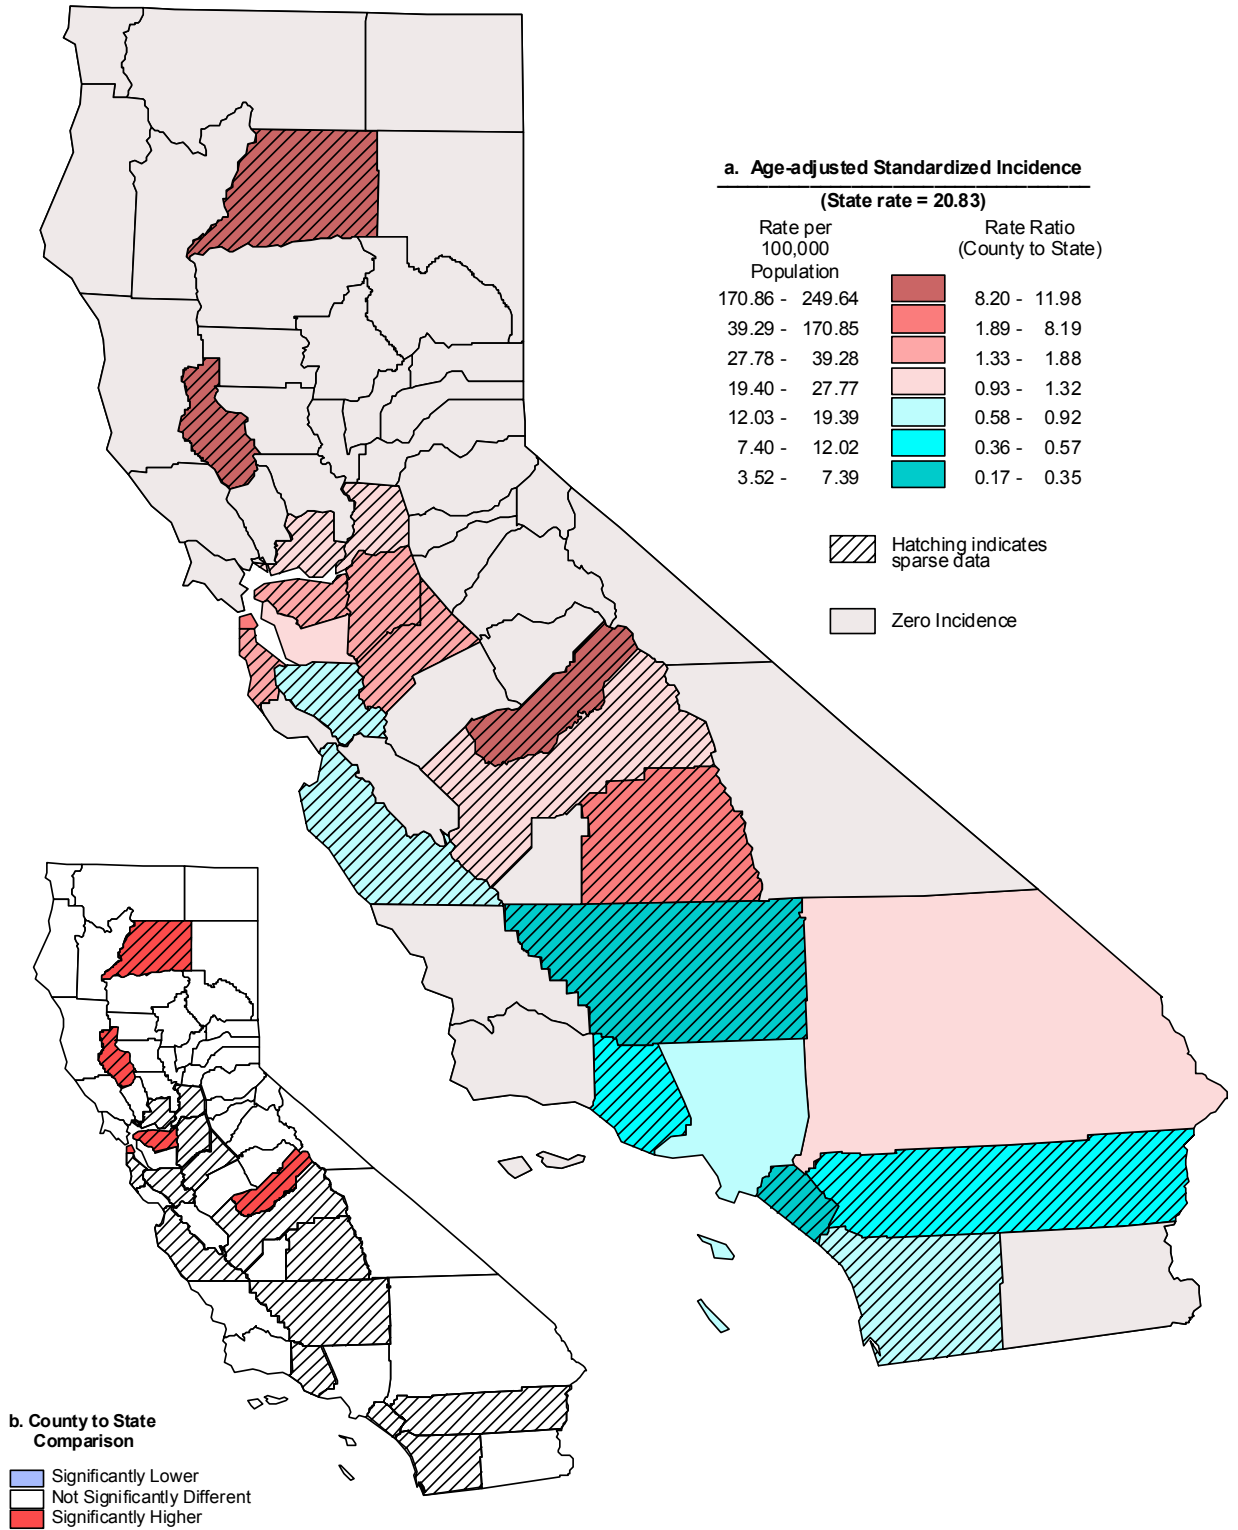 a. Age-adjusted Standardized Incidence
(State rate = 20.83)
Rate per
100,000
Population
Rate Ratio
(County to State)
170.86 - 249.64 8.20 - 11.98
39.29 - 170.85 1.89 - 8.19
27.78 - 39.28 1.33 - 1.88
19.40 - 27.77 0.93 - 1.32
12.03 - 19.39 0.58 - 0.92
7.40 - 12.02 0.36 - 0.57
3.52 - 7.39 0.17 - 0.35
Hatching indicates
sparse data
Zero Incidence
b. County to State
Comparison
Significantly Lower
Not Significantly Different
Significantly Higher